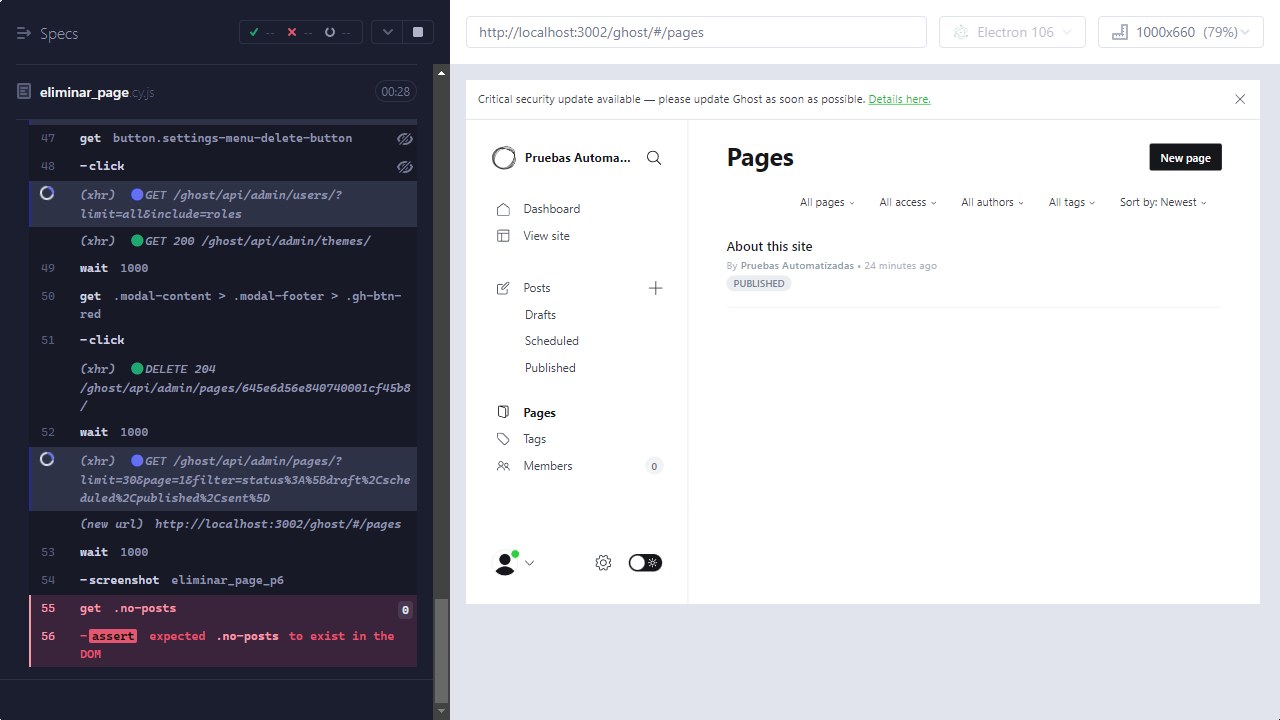 Specs
--
--
--
http://localhost:3002/ghost/#/pages
Electron 106
1000x660 (79%)
eliminar_page.cy.js
00:28
47 get button.settings-menu-delete-button
48 -click
(xhr) GET /ghost/api/admin/users/?
limit=all&include=roles
(xhr) GET 200 /ghost/api/admin/themes/
49 wait 1000
50 get .modal-content > .modal-footer > .gh-btn-
red
51 -click
(xhr) DELETE 204
/ghost/api/admin/pages/645e6d56e840740001cf45b8
/
52 wait 1000
(xhr) GET /ghost/api/admin/pages/?
limit=30&page=1&filter=status%3A%5Bdraft%2Csche
duled%2Cpublished%2Csent%5D
(new url) http://localhost:3002/ghost/#/pages
53 wait 1000
54 -screenshot eliminar_page_p6
55 get .no-posts 0
56 -assert expected .no-posts to exist in the
DOM
Critical security update available — please update Ghost as soon as possible. Details here.
Pruebas Automa...
Dashboard
View site
Posts
Drafts
Scheduled
Published
Pages
Tags
Members 0
Pages
New page
All pages
All access
All authors
All tags
Sort by: Newest
About this site
By Pruebas Automatizadas • 24 minutes ago
PUBLISHED